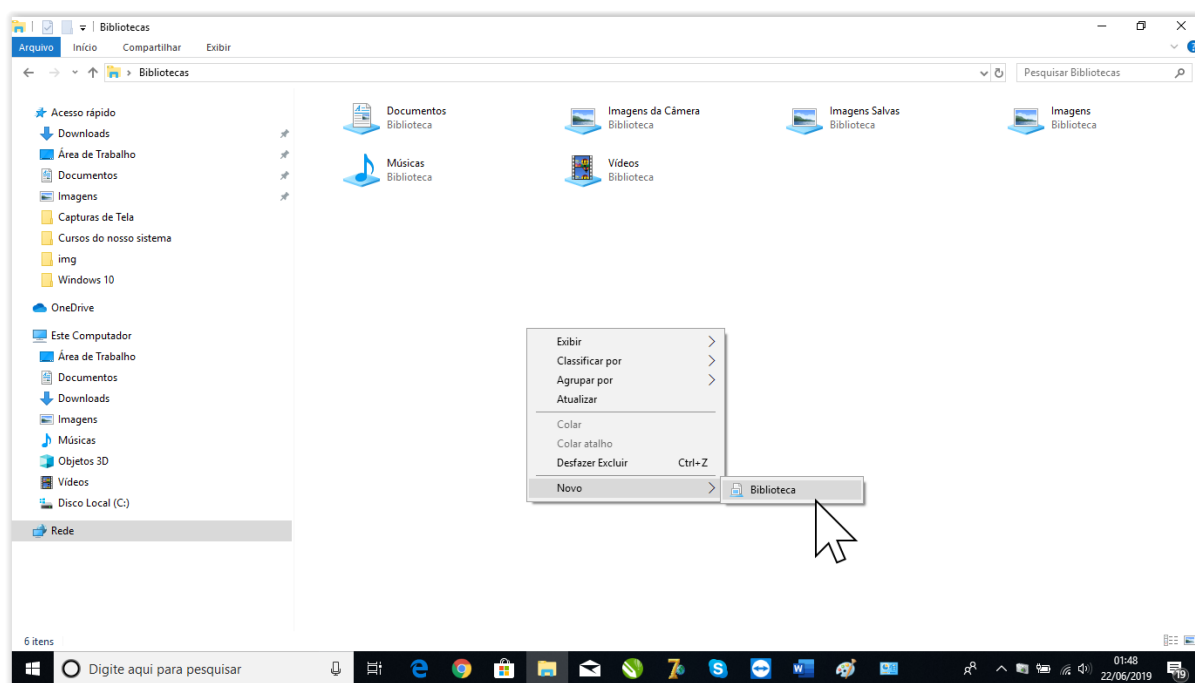 Bibliotecas
Arquivo Início Compartilhar Exibir
Bibliotecas
Pesquisar Bibliotecas
Acesso rápido
Downloads
Área de Trabalho
Documentos
Imagens
Capturas de Tela
Cursos do nosso sistema
img
Windows 10
OneDrive
Este Computador
Área de Trabalho
Documentos
Downloads
Imagens
Músicas
Objetos 3D
Vídeos
Disco Local (C:)
Rede
Documentos
Biblioteca
Imagens da Câmera
Biblioteca
Imagens Salvas
Biblioteca
Imagens
Biblioteca
Músicas
Biblioteca
Vídeos
Biblioteca
Exibir
Classificar por
Agrupar por
Atualizar
Colar
Colar atalho
Desfazer Excluir Ctrl+Z
Novo
Biblioteca
6 itens
Digite aqui para pesquisar
01:48
22/06/2019
19